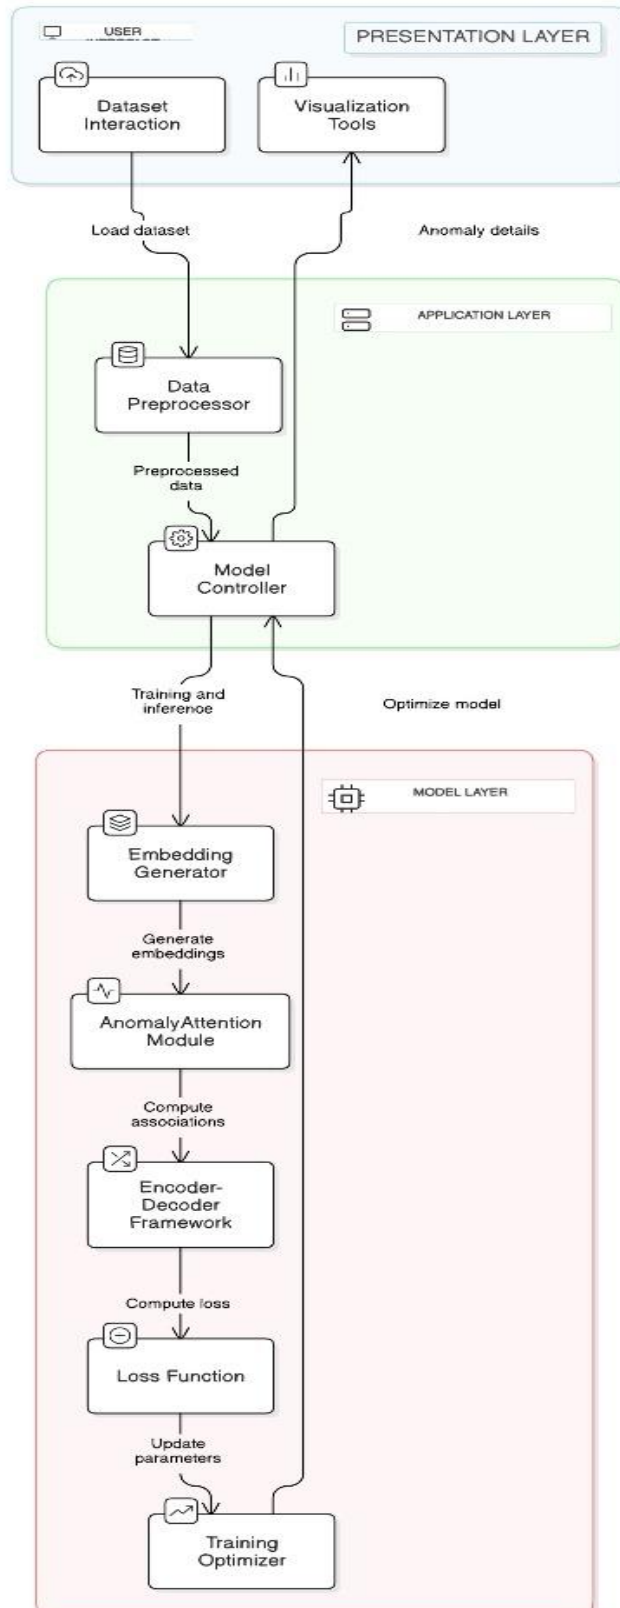 USER
PRESENTATION LAYER
Dataset
Interaction
Visualization
Tools
Load dataset
Anomaly details
APPLICATION LAYER
Data
Preprocessor
Preprocessed
data
Model
Controller
Training and
inference
Optimize model
MODEL LAYER
Embedding
Generator
Generate
embeddings
AnomalyAttention
Module
Compute
associations
Encoder-
Decoder
Framework
Compute loss
Loss Function
Update
parameters
Training
Optimizer